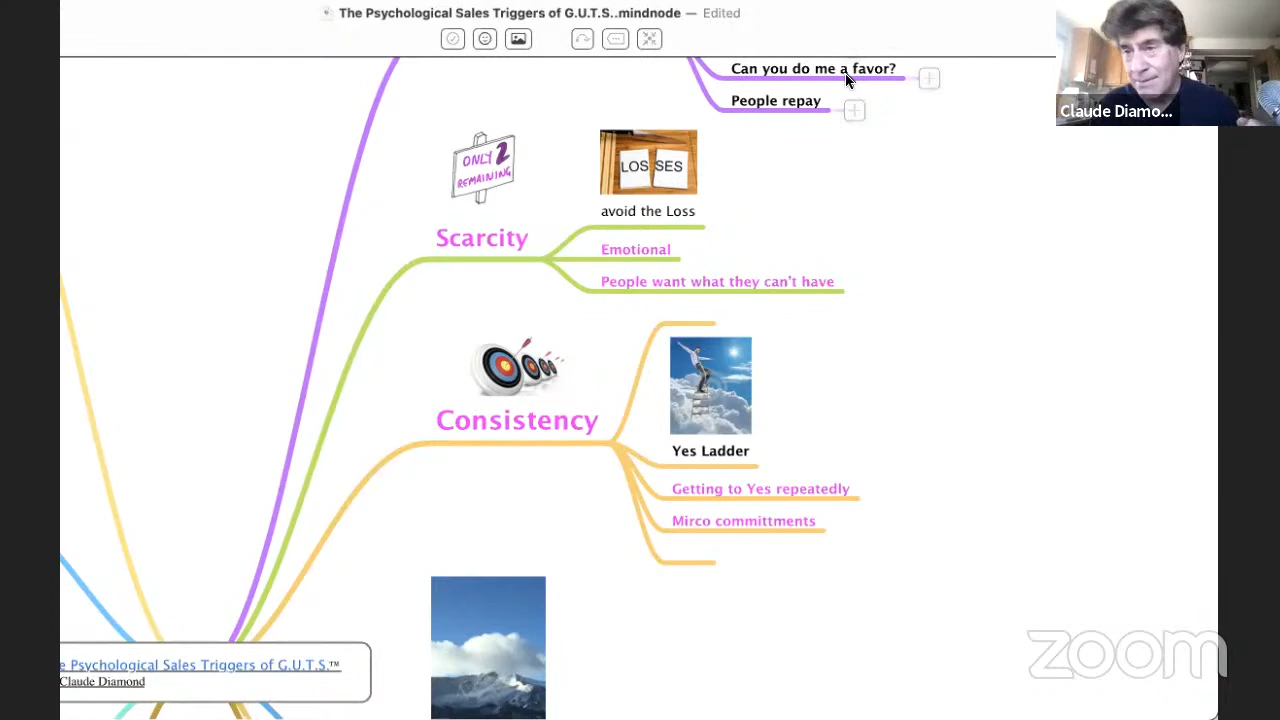 The Psychological Sales Triggers of G.U.T.S..mindnode — Edited
Can you do me a favor?
People repay
Claude Diamo...
ONLY 2
REMAINING
LOSSES
avoid the Loss
Scarcity
Emotional
People want what they can't have
Consistency
Yes Ladder
Getting to Yes repeatedly
Mirco committments
e Psychological Sales Triggers of G.U.T.S.™
Claude Diamond
zoom